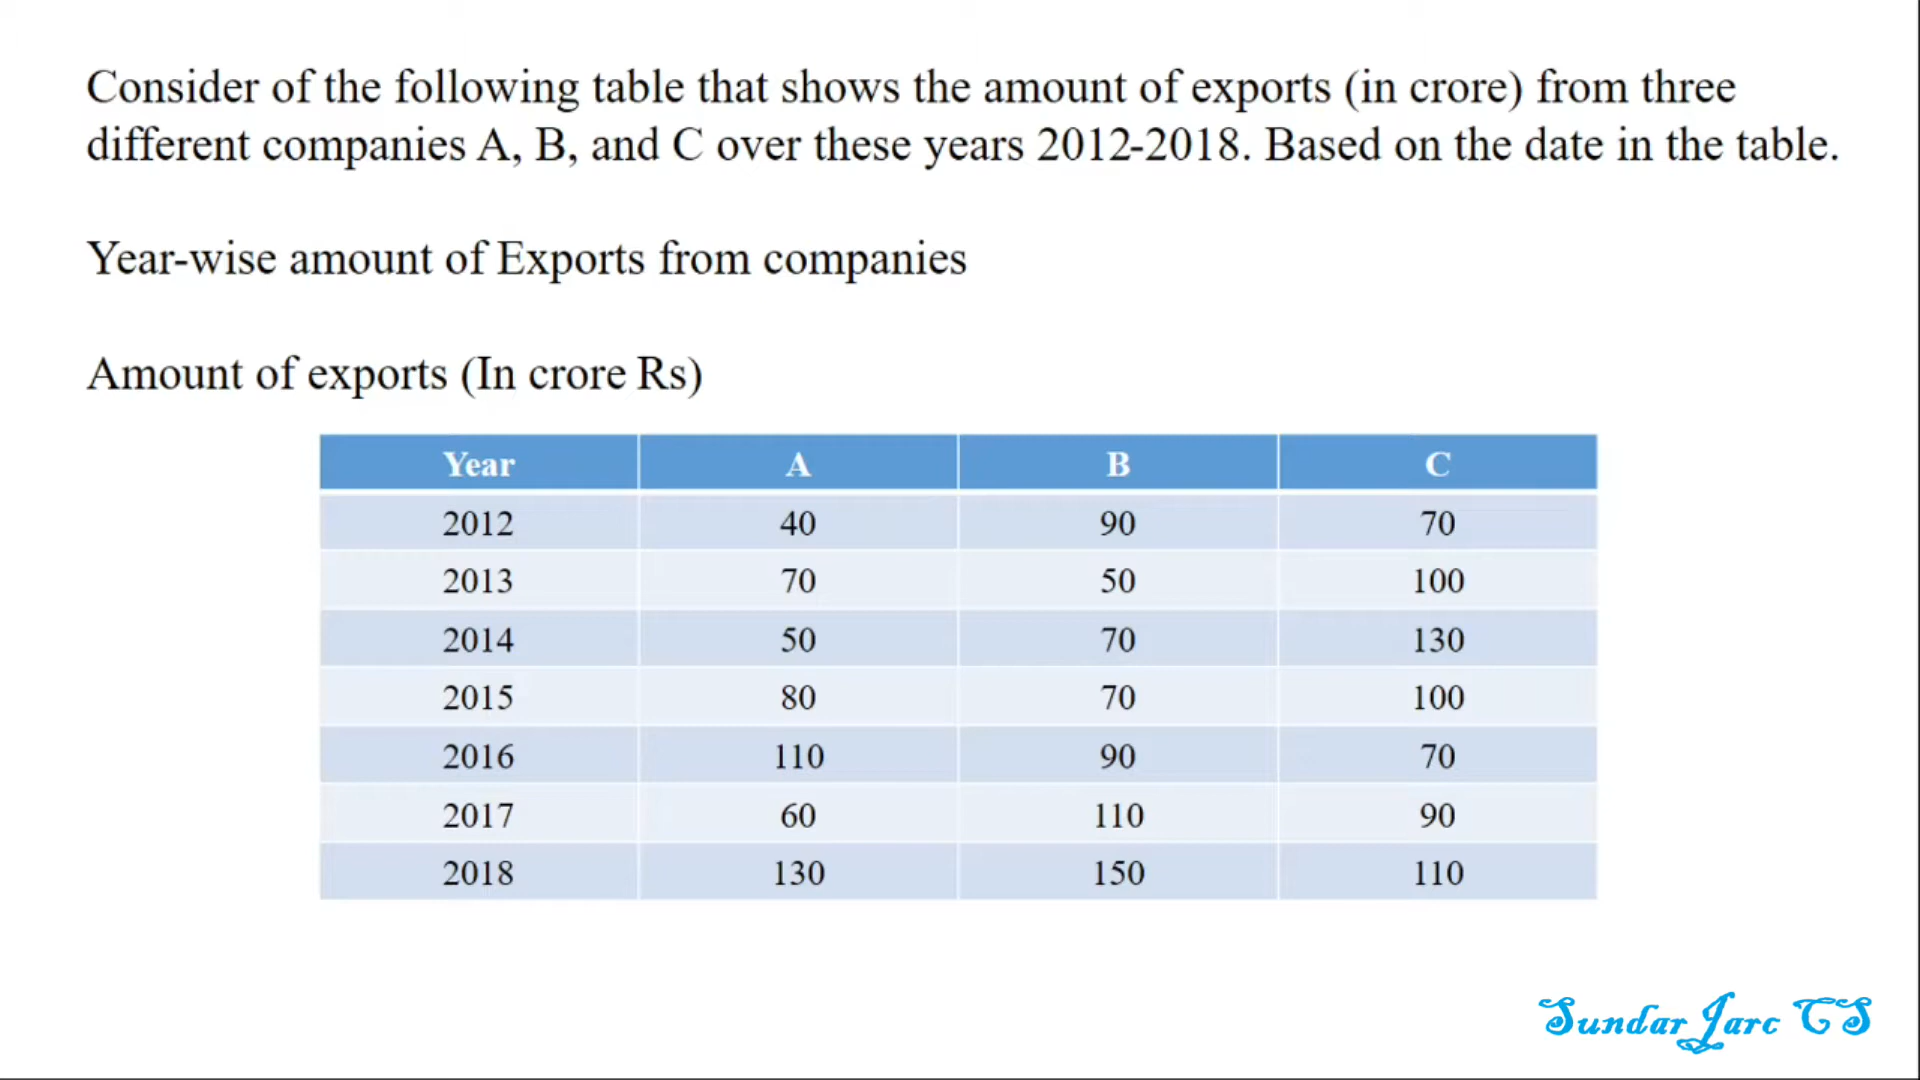 Consider of the following table that shows the amount of exports (in crore) from three
different companies A, B, and C over these years 2012-2018. Based on the date in the table.
Year-wise amount of Exports from companies
Amount of exports (In crore Rs)
Year A B C
2012 40 90 70
2013 70 50 100
2014 50 70 130
2015 80 70 100
2016 110 90 70
2017 60 110 90
2018 130 150 110
Sundar Jarc CS